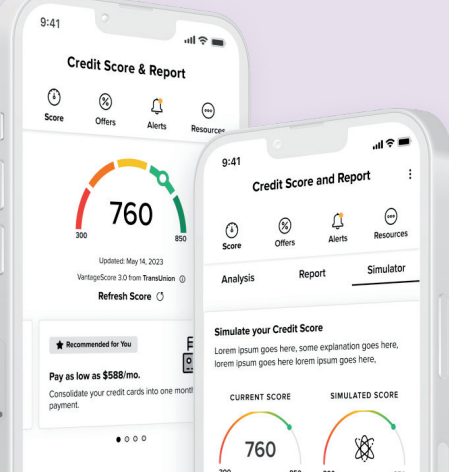 9:41
Credit Score & Report
Score
Offers
Alerts
Resources
760
300
850
Updated: May 14, 2023
VantageScore 3.0 from TransUnion
Refresh Score
Recommended for You
Pay as low as $588/mo.
Consolidate your credit cards into one
payment.
9:41
Credit Score and Report
Score
Offers
Alerts
Resources
Analysis
Report
Simulator
Simulate your Credit Score
Lorem ipsum goes here, some explanation goes here,
lorem ipsum goes here lorem ipsum goes here,
CURRENT SCORE
SIMULATED SCORE
760